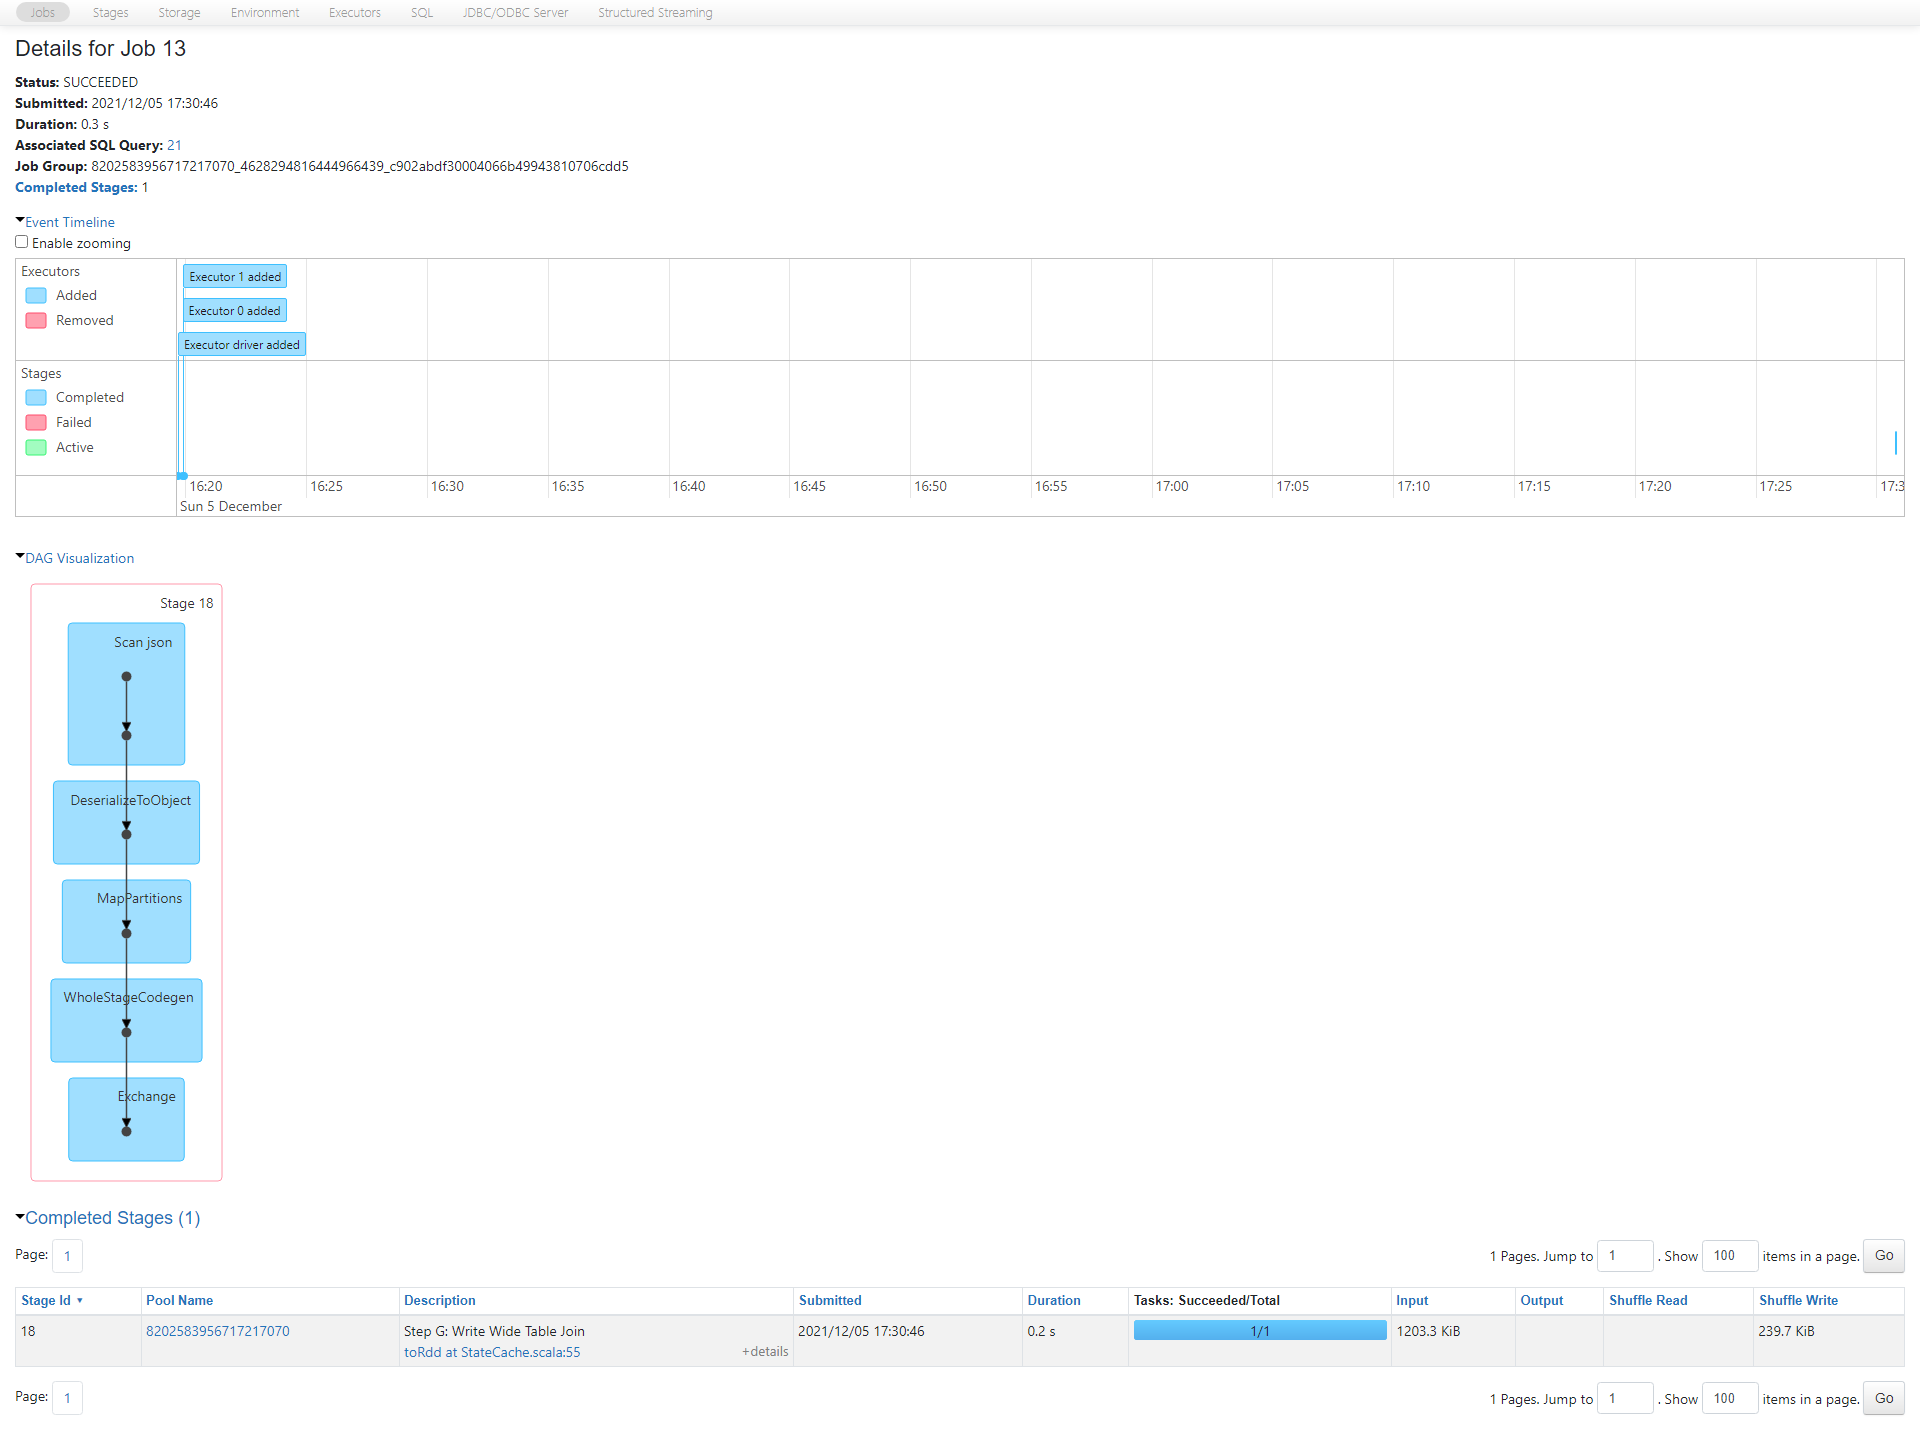 Jobs Stages Storage Environment Executors SQL JDBC/ODBC Server Structured Streaming
Details for Job 13
Status: SUCCEEDED
Submitted: 2021/12/05 17:30:46
Duration: 0.3 s
Associated SQL Query: 21
Job Group: 8202583956717217070_4628294816444966439_c902abdf30004066b49943810706cdd5
Completed Stages: 1
Event Timeline
Enable zooming
Executors
Added
Removed
Executor 1 added
Executor 0 added
Executor driver added
Stages
Completed
Failed
Active
16:20 16:25 16:30 16:35 16:40 16:45 16:50 16:55 17:00 17:05 17:10 17:15 17:20 17:25 17:3
Sun 5 December
DAG Visualization
Stage 18
Scan json
DeserializeToObject
MapPartitions
WholeStageCodegen
Exchange
Completed Stages (1)
Page: 1 1 Pages. Jump to 1 . Show 100 items in a page. Go
Stage Id ▾ Pool Name Description Submitted Duration Tasks: Succeeded/Total Input Output Shuffle Read Shuffle Write
18 8202583956717217070 Step G: Write Wide Table Join 2021/12/05 17:30:46 0.2 s 1/1 1203.3 KiB 239.7 KiB
toRdd at StateCache.scala:55 +details
Page: 1 1 Pages. Jump to 1 . Show 100 items in a page. Go